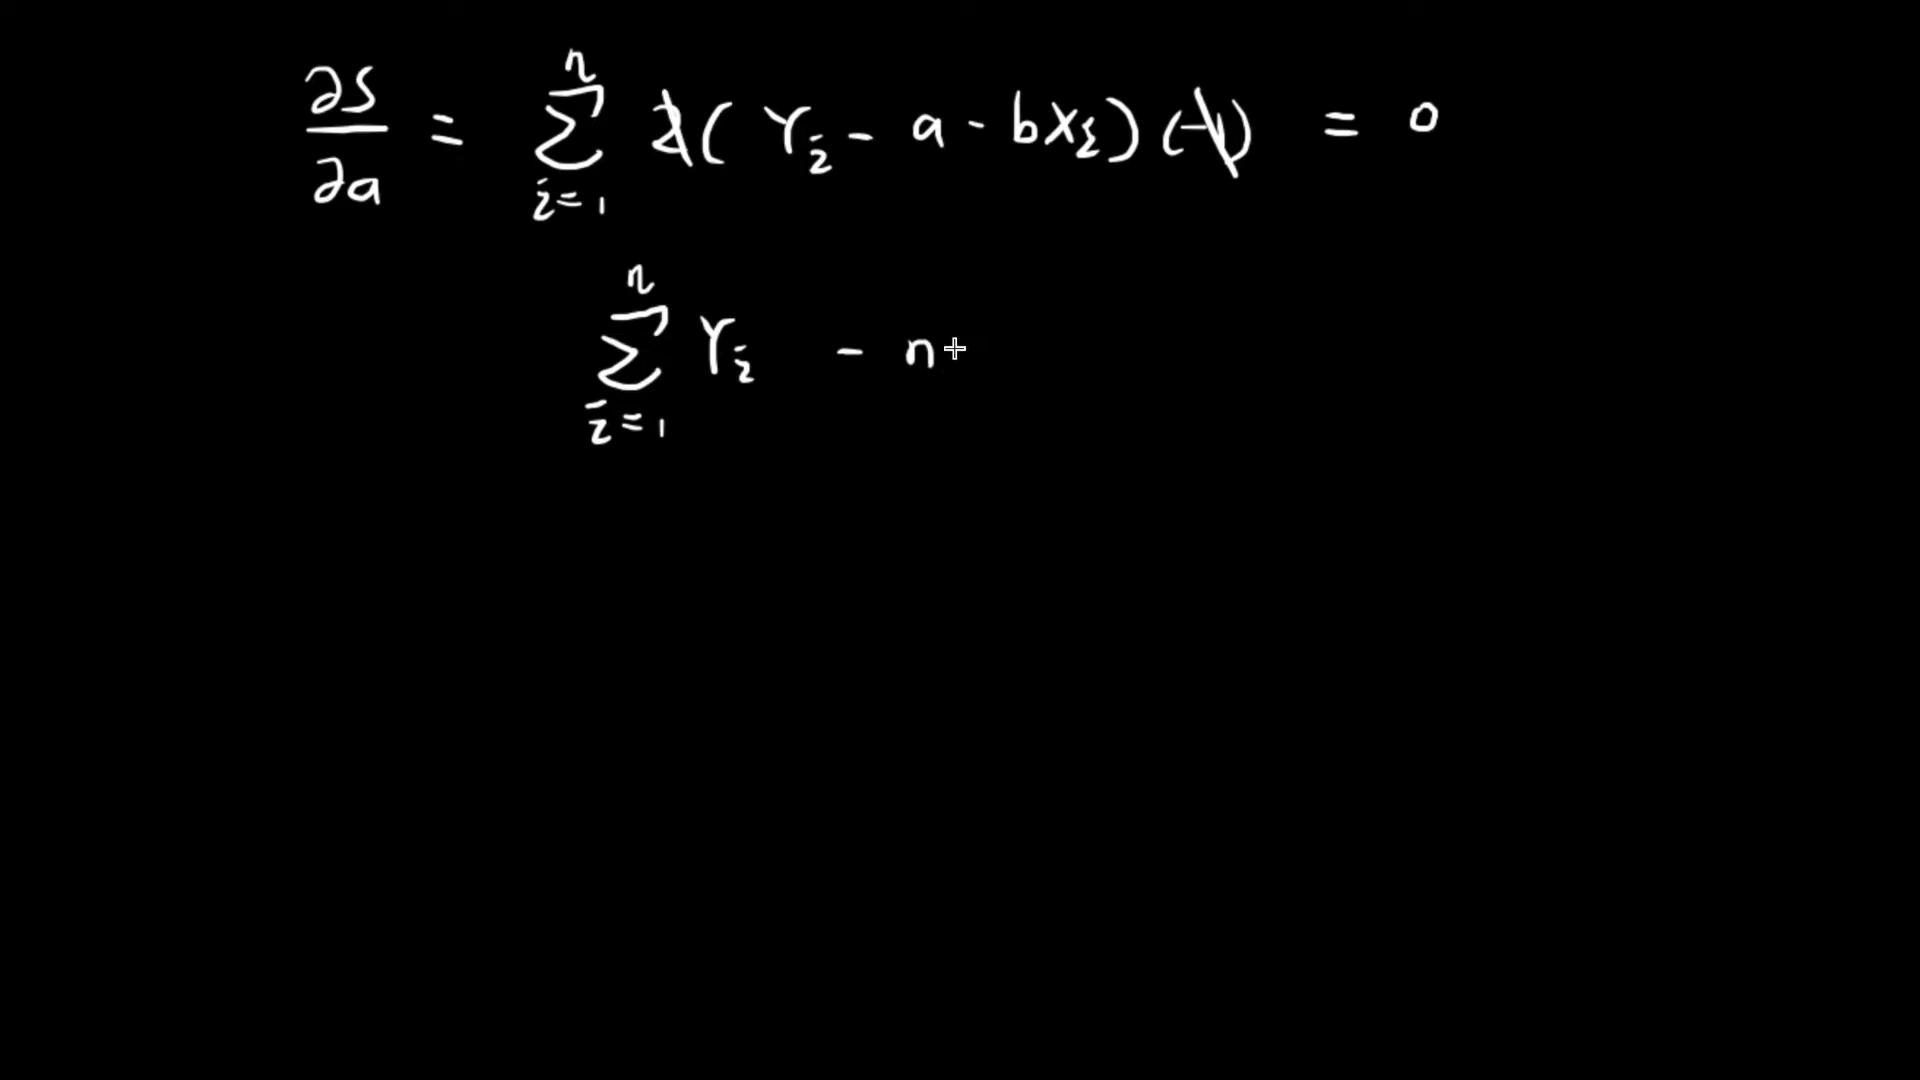 ∂S/∂a = Σ_{i=1}^{n} 2(Y_i - a - bX_i)(-1) = 0
Σ_{i=1}^{n} Y_i - n